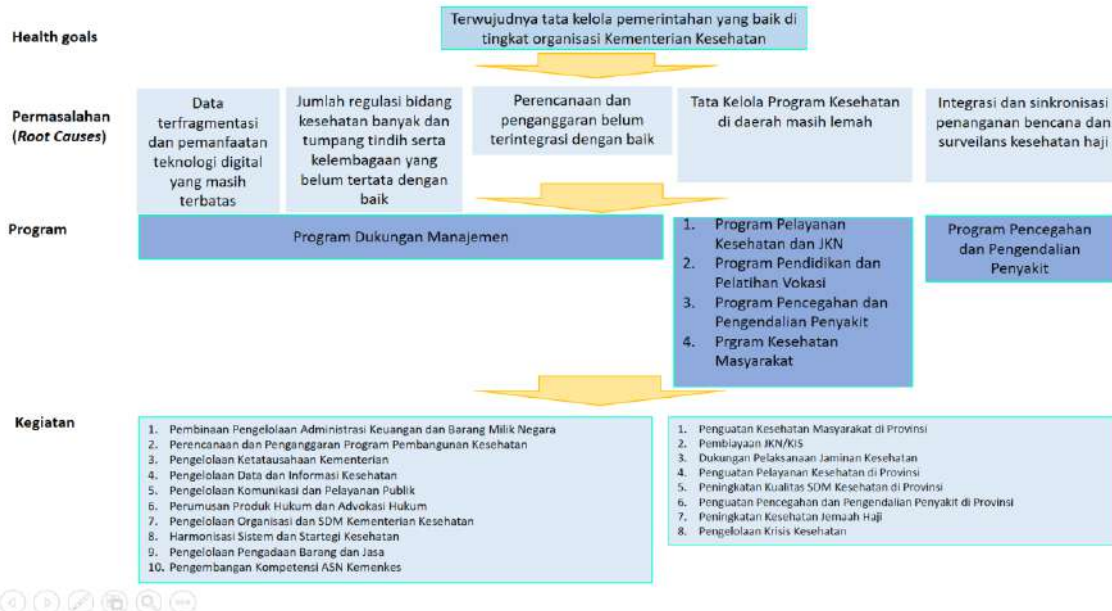 Health goals
Terwujudnya tata kelola pemerintahan yang baik di
tingkat organisasi Kementerian Kesehatan
Permasalahan
(Root Causes)
Data
terfragmentasi
dan pemanfaatan
teknologi digital
yang masih
terbatas
Jumlah regulasi bidang
kesehatan banyak dan
tumpang tindih serta
kelembagaan yang
belum tertata dengan
baik
Perencanaan dan
penganggaran belum
terintegrasi dengan baik
Tata Kelola Program Kesehatan
di daerah masih lemah
Integrasi dan sinkronisasi
penanganan bencana dan
surveilans kesehatan haji
Program
Program Dukungan Manajemen
1. Program Pelayanan
Kesehatan dan JKN
2. Program Pendidikan dan
Pelatihan Vokasi
3. Program Pencegahan dan
Pengendalian Penyakit
4. Prgram Kesehatan
Masyarakat
Program Pencegahan
dan Pengendalian
Penyakit
Kegiatan
1. Pembinaan Pengelolaan Administrasi Keuangan dan Barang Milik Negara
2. Perencanaan dan Penganggaran Program Pembangunan Kesehatan
3. Pengelolaan Ketatausahaan Kementerian
4. Pengelolaan Data dan Informasi Kesehatan
5. Pengelolaan Komunikasi dan Pelayanan Publik
6. Perumusan Produk Hukum dan Advokasi Hukum
7. Pengelolaan Organisasi dan SDM Kementerian Kesehatan
8. Harmonisasi Sistem dan Startegi Kesehatan
9. Pengelolaan Pengadaan Barang dan Jasa
10. Pengembangan Kompetensi ASN Kemenkes
1. Penguatan Kesehatan Masyarakat di Provinsi
2. Pembiayaan JKN/KIS
3. Dukungan Pelaksanaan Jaminan Kesehatan
4. Penguatan Pelayanan Kesehatan di Provinsi
5. Peningkatan Kualitas SDM Kesehatan di Provinsi
6. Penguatan Pencegahan dan Pengendalian Penyakit di Provinsi
7. Peningkatan Kesehatan Jemaah Haji
8. Pengelolaan Krisis Kesehatan